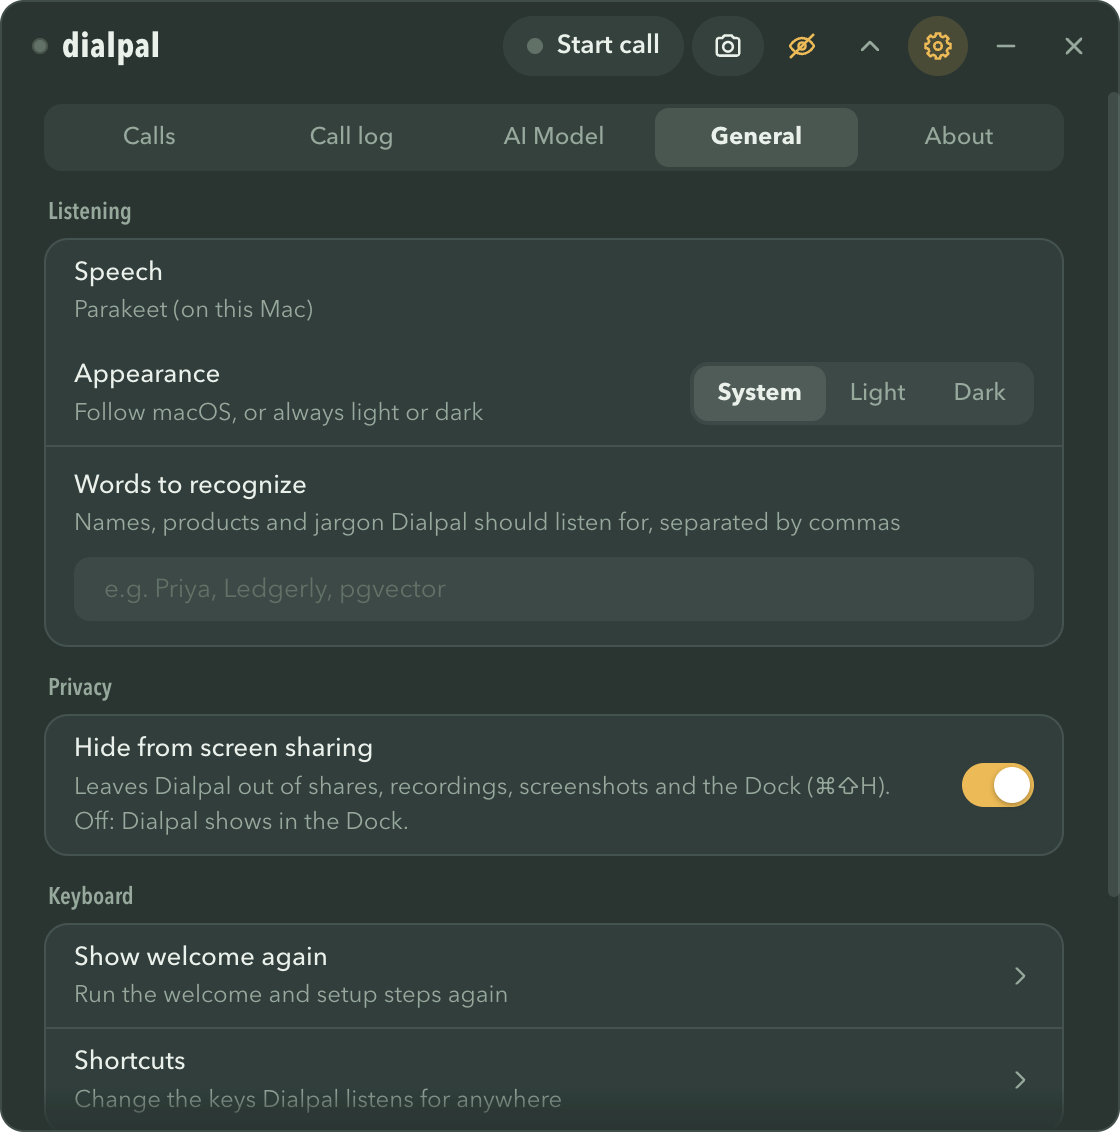 dialpal
Start call
Calls
Call log
AI Model
General
About
Listening
Speech
Parakeet (on this Mac)
Appearance
Follow macOS, or always light or dark
System
Light
Dark
Words to recognize
Names, products and jargon Dialpal should listen for, separated by commas
e.g. Priya, Ledgerly, pgvector
Privacy
Hide from screen sharing
Leaves Dialpal out of shares, recordings, screenshots and the Dock (⌘⇧H).
Off: Dialpal shows in the Dock.
Keyboard
Show welcome again
Run the welcome and setup steps again
Shortcuts
Change the keys Dialpal listens for anywhere